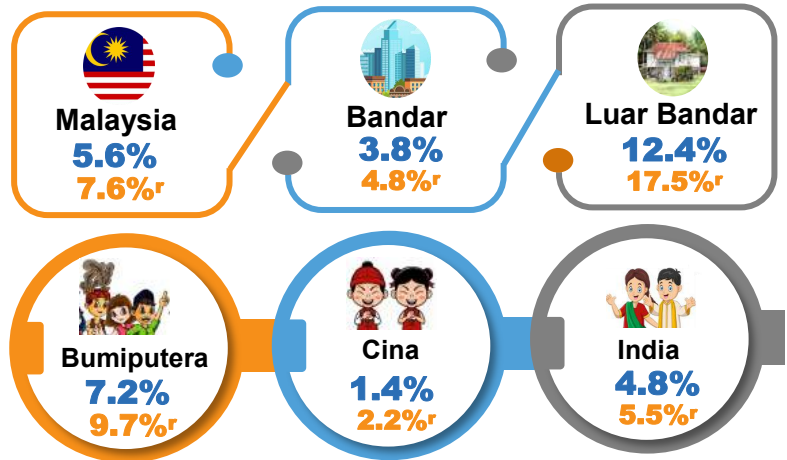 Malaysia
5.6%
7.6%ʳ
Bandar
3.8%
4.8%ʳ
Luar Bandar
12.4%
17.5%ʳ
Bumiputera
7.2%
9.7%ʳ
Cina
1.4%
2.2%ʳ
India
4.8%
5.5%ʳ